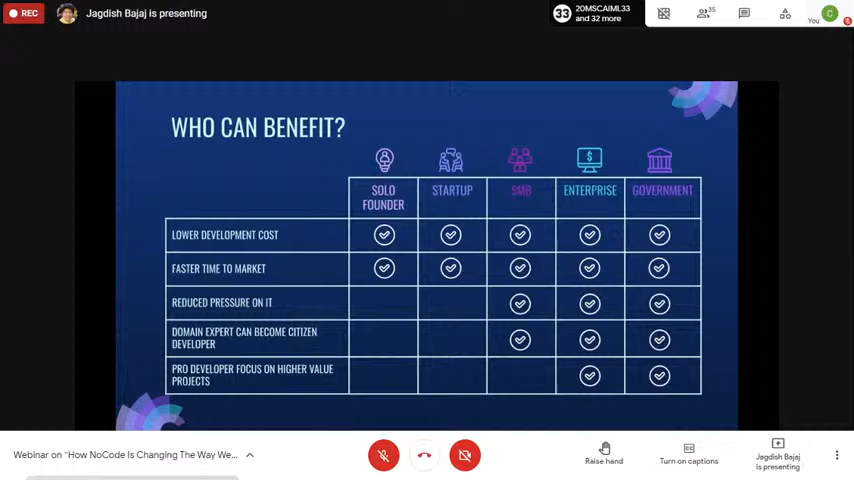 REC
Jagdish Bajaj is presenting
33
20MSCAIML33
and 32 more
35
C
You
WHO CAN BENEFIT?
$
SOLO
FOUNDER
STARTUP
SMB
ENTERPRISE
GOVERNMENT
LOWER DEVELOPMENT COST
FASTER TIME TO MARKET
REDUCED PRESSURE ON IT
DOMAIN EXPERT CAN BECOME CITIZEN
DEVELOPER
PRO DEVELOPER FOCUS ON HIGHER VALUE
PROJECTS
Webinar on "How NoCode Is Changing The Way We...
Raise hand
CC
Turn on captions
Jagdish Bajaj
is presenting